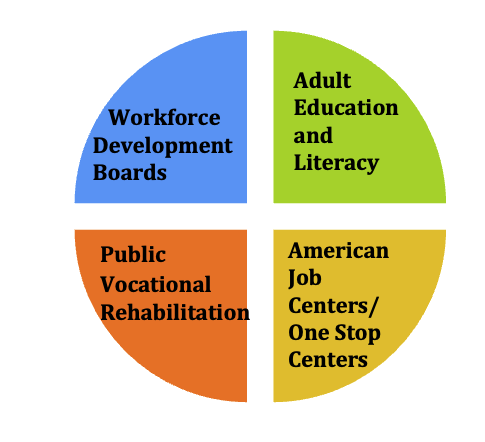 Workforce
Development
Boards
Adult
Education
and
Literacy
Public
Vocational
Rehabilitation
American
Job
Centers/
One Stop
Centers